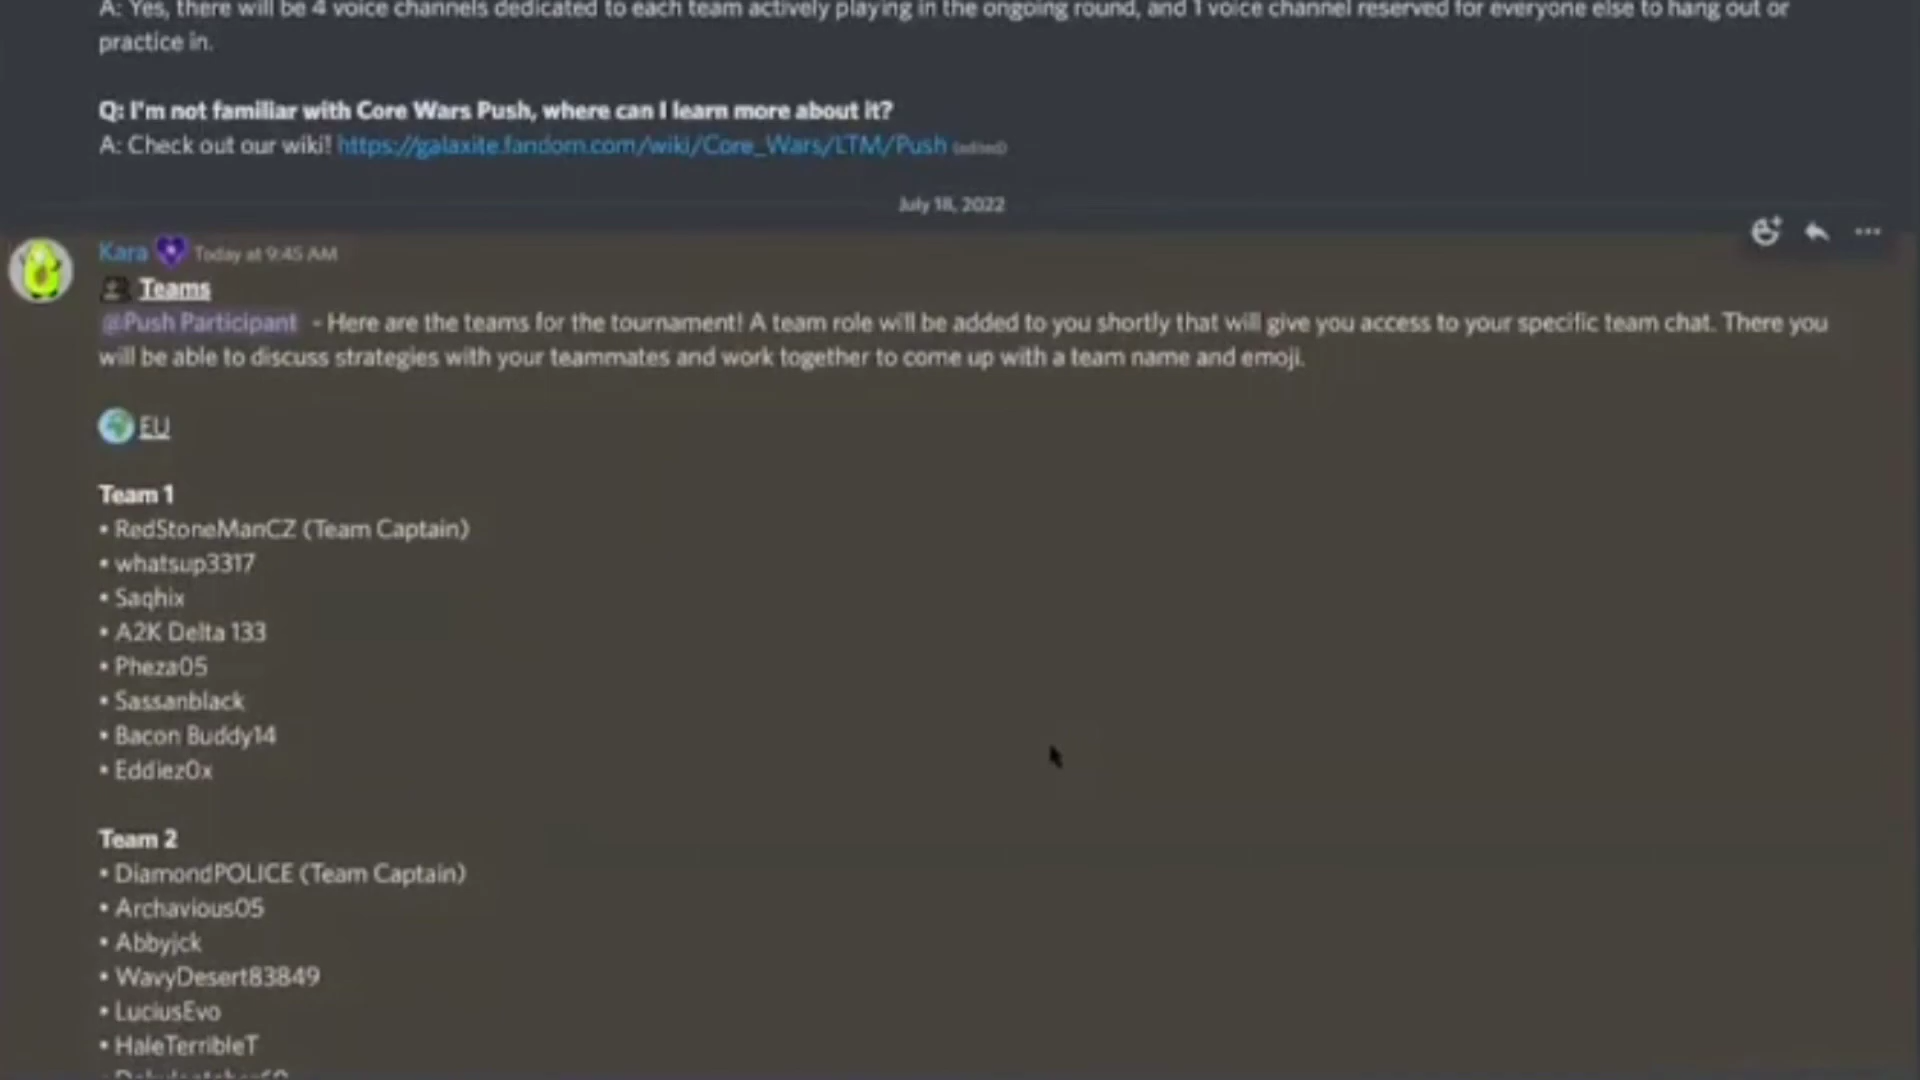 A: Yes, there will be 4 voice channels dedicated to each team actively playing in the ongoing round, and 1 voice channel reserved for everyone else to hang out or
practice in.
Q: I'm not familiar with Core Wars Push, where can I learn more about it?
A: Check out our wiki! https://galaxite.fandom.com/wiki/Core_Wars/LTM/Push (edited)
July 18, 2022
Kara Today at 9:45 AM
Teams
@Push Participant - Here are the teams for the tournament! A team role will be added to you shortly that will give you access to your specific team chat. There you
will be able to discuss strategies with your teammates and work together to come up with a team name and emoji.
EU
Team 1
• RedStoneManCZ (Team Captain)
• whatsup3317
• Saqhix
• A2K Delta 133
• Pheza05
• Sassanblack
• Bacon Buddy14
• Eddiez0x
Team 2
• DiamondPOLICE (Team Captain)
• Archavious05
• Abbyjck
• WavyDesert83849
• LuciusEvo
• HaleTerribleT